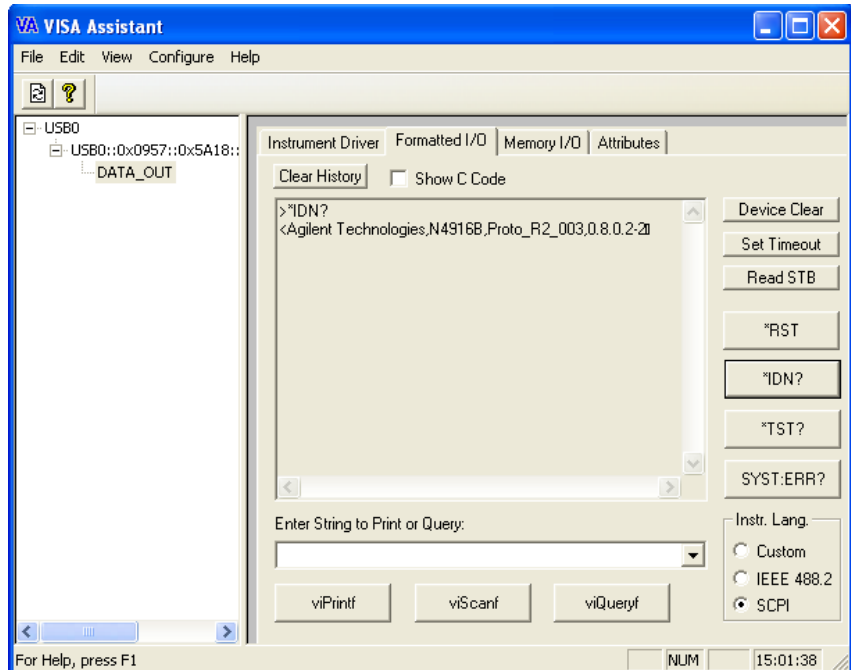 VA VISA Assistant
File Edit View Configure Help
USB0
USB0::0x0957::0x5A18::
DATA_OUT
Instrument Driver Formatted I/O Memory I/O Attributes
Clear History Show C Code
>*IDN?
<Agilent Technologies,N4916B,Proto_R2_003,0.8.0.2-2
Device Clear
Set Timeout
Read STB
*RST
*IDN?
*TST?
SYST:ERR?
Enter String to Print or Query:
viPrintf viScanf viQueryf
Instr. Lang.
Custom
IEEE 488.2
SCPI
For Help, press F1 NUM 15:01:38